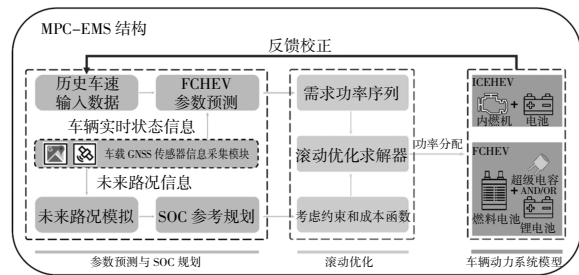 MPC-EMS 结构
反馈校正
历史车速
输入数据
FCHEV
参数预测
车辆实时状态信息
车载 GNSS 传感器信息采集模块
未来路况信息
未来路况模拟
SOC 参考规划
参数预测与 SOC 规划
需求功率序列
滚动优化求解器
考虑约束和成本函数
滚动优化
功率分配
ICEHEV
+
内燃机
电池
FCHEV
超级电容
+AND/OR
燃料电池
锂电池
车辆动力系统模型